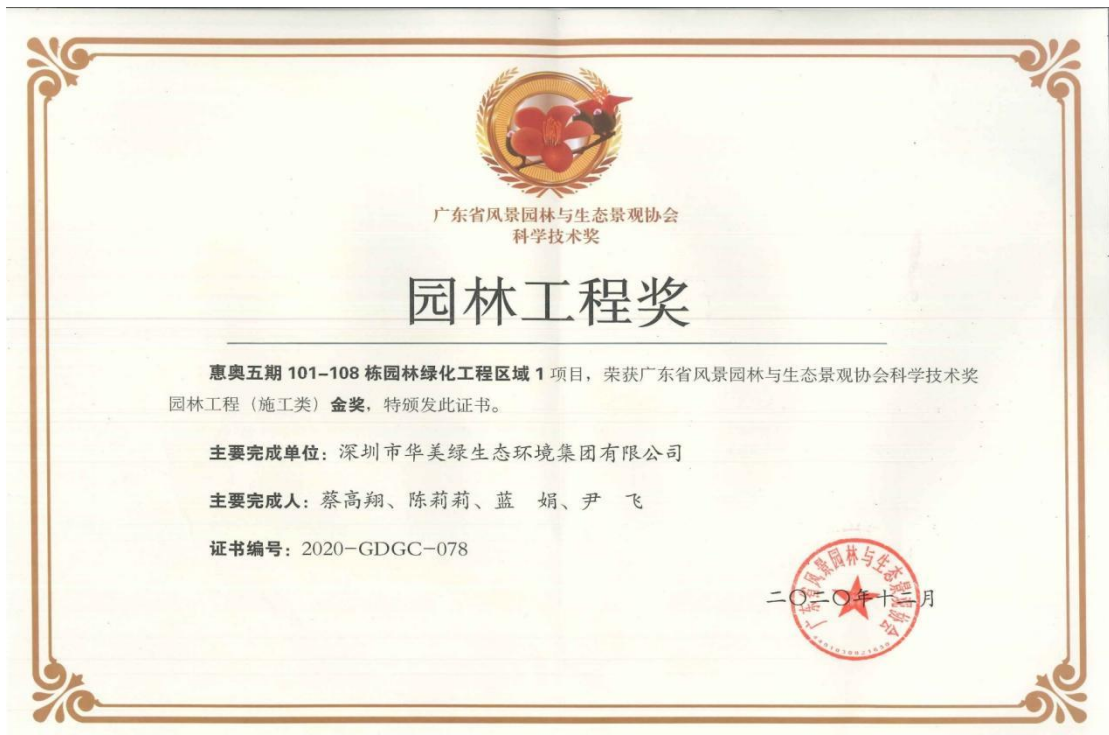 广东省风景园林与生态景观协会
科学技术奖
园林工程奖
惠奥五期 101-108 栋园林绿化工程区域 1 项目，荣获广东省风景园林与生态景观协会科学技术奖
园林工程（施工类）金奖，特颁发此证书。
主要完成单位：深圳市华美绿生态环境集团有限公司
主要完成人：蔡高翔、陈莉莉、蓝　娟、尹　飞
证书编号：2020-GDGC-078
广东省风景园林与生态景观协会
二〇二〇年十二月